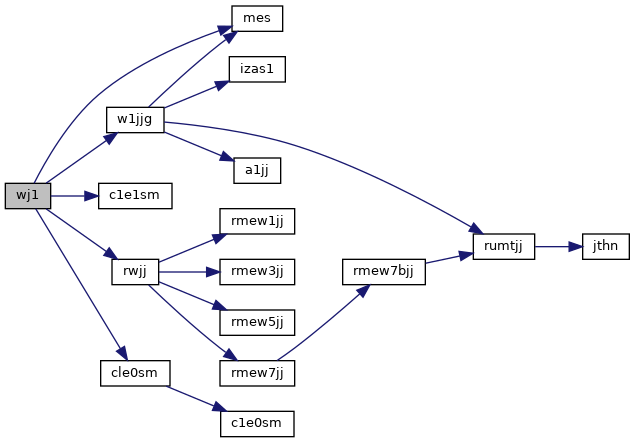 mes
izas1
w1jjg
a1jj
wj1
c1e1sm
rmew1jj
rumtjj
jthn
rwjj
rmew3jj
rmew7bjj
rmew5jj
cle0sm
rmew7jj
c1e0sm